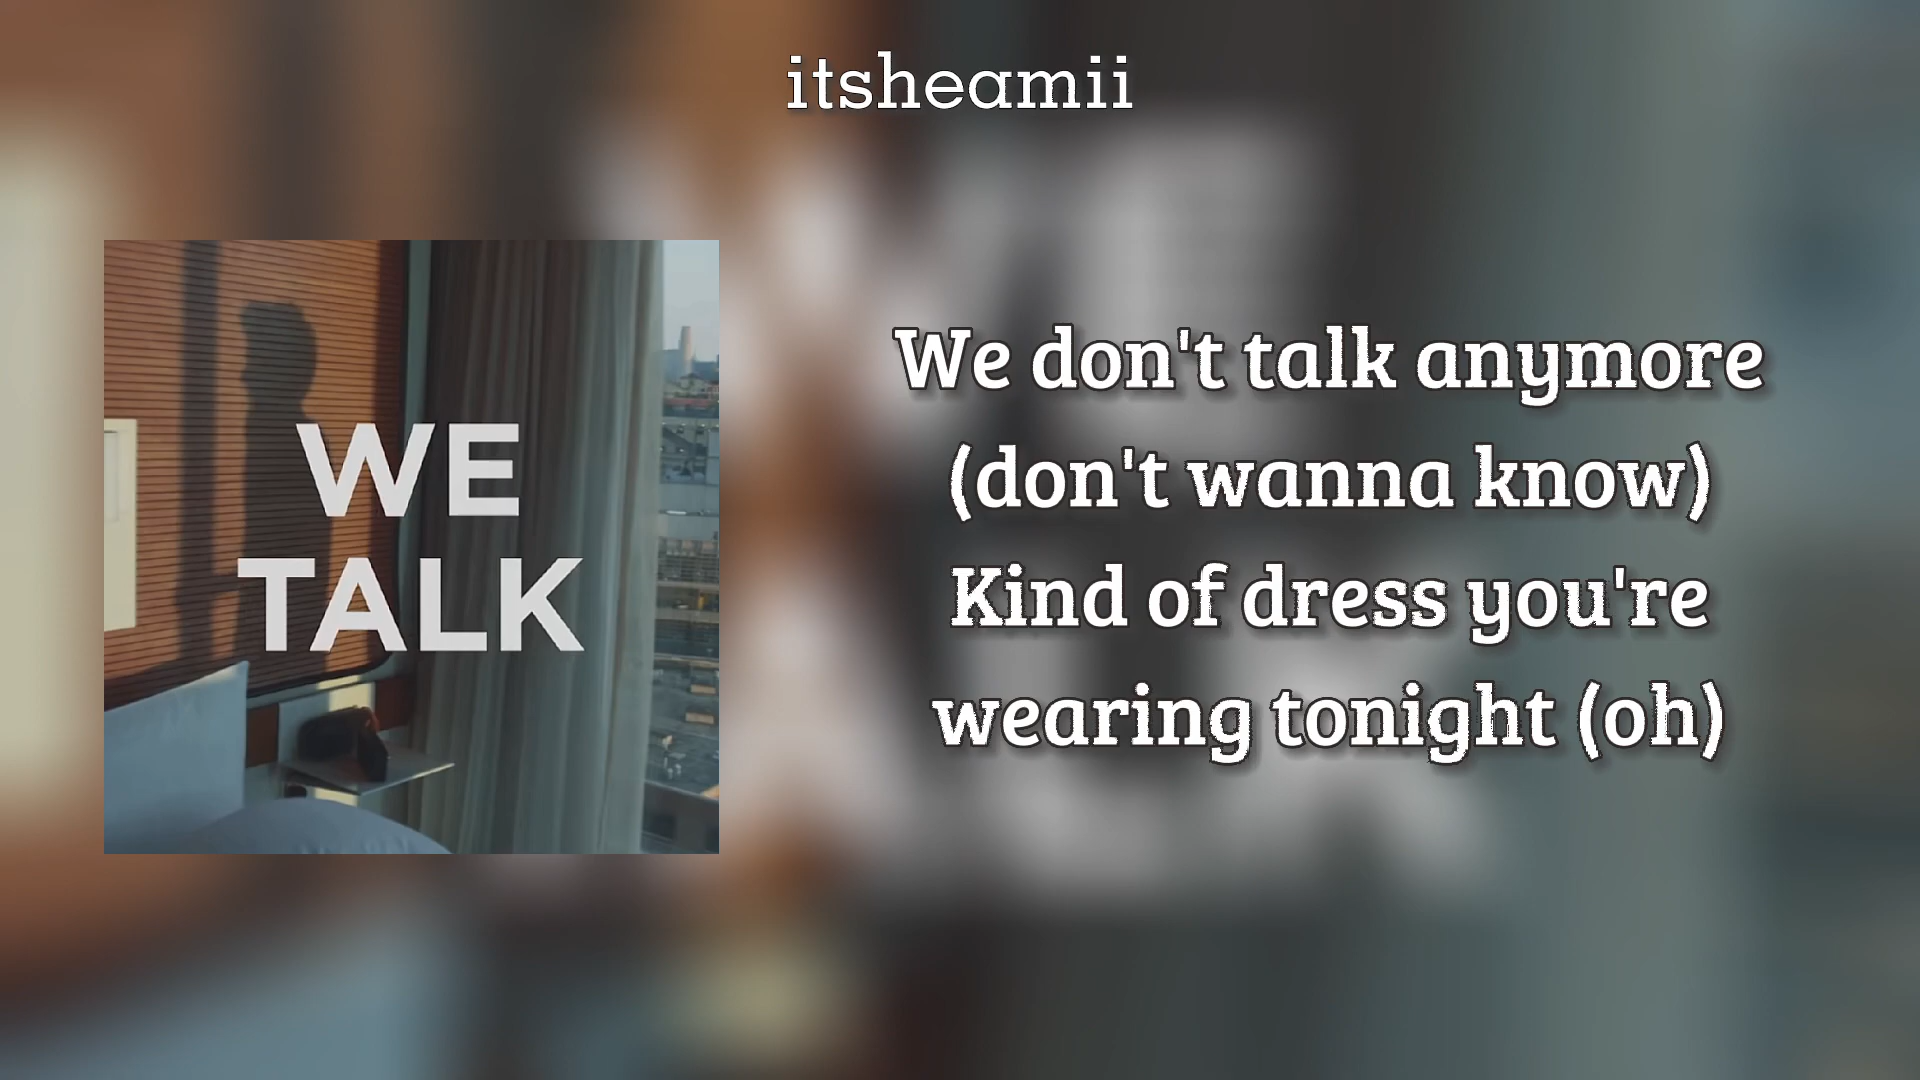 itsheamii
WE
TALK
We don't talk anymore
(don't wanna know)
Kind of dress you're
wearing tonight (oh)